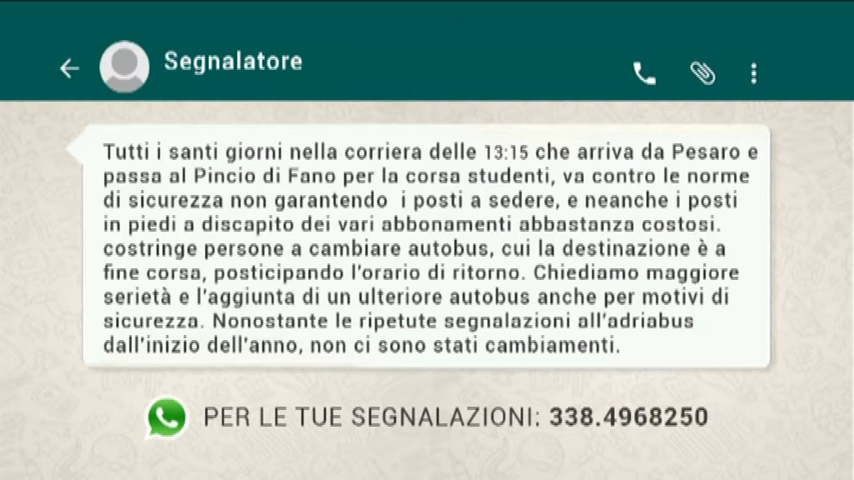 Segnalatore
Tutti i santi giorni nella corriera delle 13:15 che arriva da Pesaro e
passa al Pincio di Fano per la corsa studenti, va contro le norme
di sicurezza non garantendo  i posti a sedere, e neanche i posti
in piedi a discapito dei vari abbonamenti abbastanza costosi.
costringe persone a cambiare autobus, cui la destinazione è a
fine corsa, posticipando l'orario di ritorno. Chiediamo maggiore
serietà e l'aggiunta di un ulteriore autobus anche per motivi di
sicurezza. Nonostante le ripetute segnalazioni all'adriabus
dall'inizio dell'anno, non ci sono stati cambiamenti.
PER LE TUE SEGNALAZIONI: 338.4968250